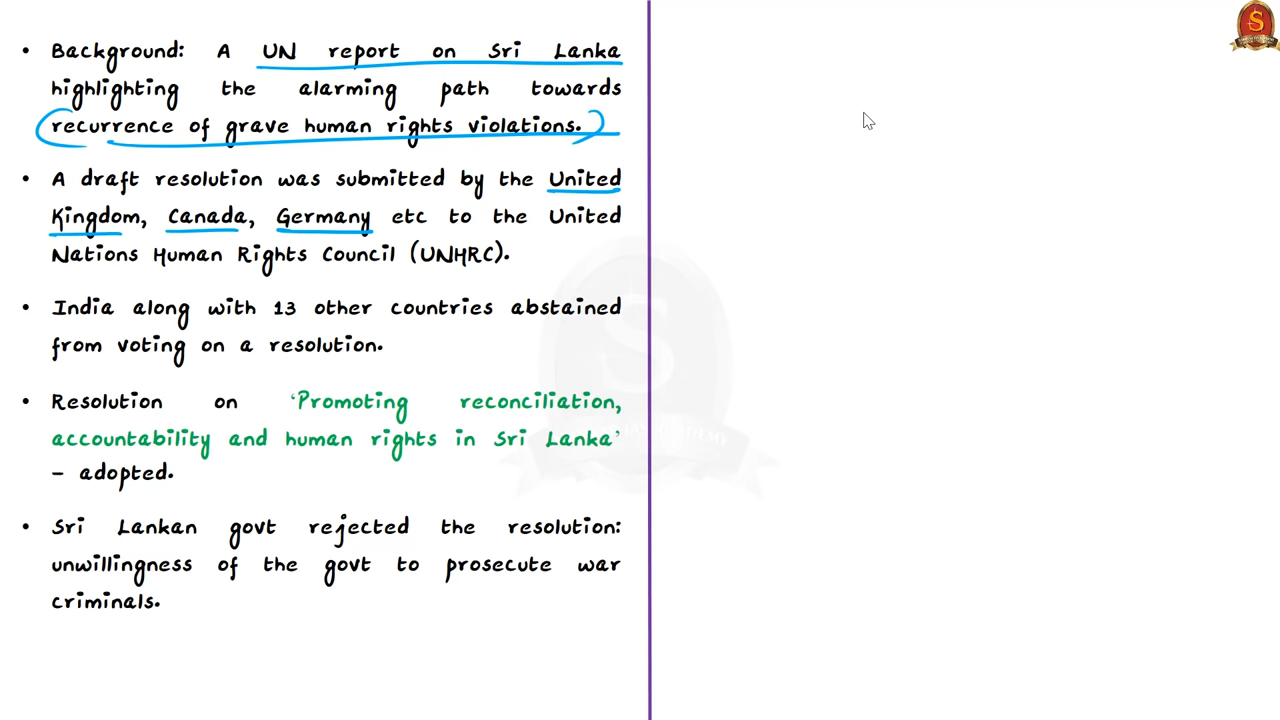 • Background: A UN report on Sri Lanka
highlighting the alarming path towards
recurrence of grave human rights violations.
• A draft resolution was submitted by the United
Kingdom, Canada, Germany etc to the United
Nations Human Rights Council (UNHRC).
• India along with 13 other countries abstained
from voting on a resolution.
• Resolution on ‘Promoting reconciliation,
accountability and human rights in Sri Lanka’
– adopted.
• Sri Lankan govt rejected the resolution:
unwillingness of the govt to prosecute war
criminals.